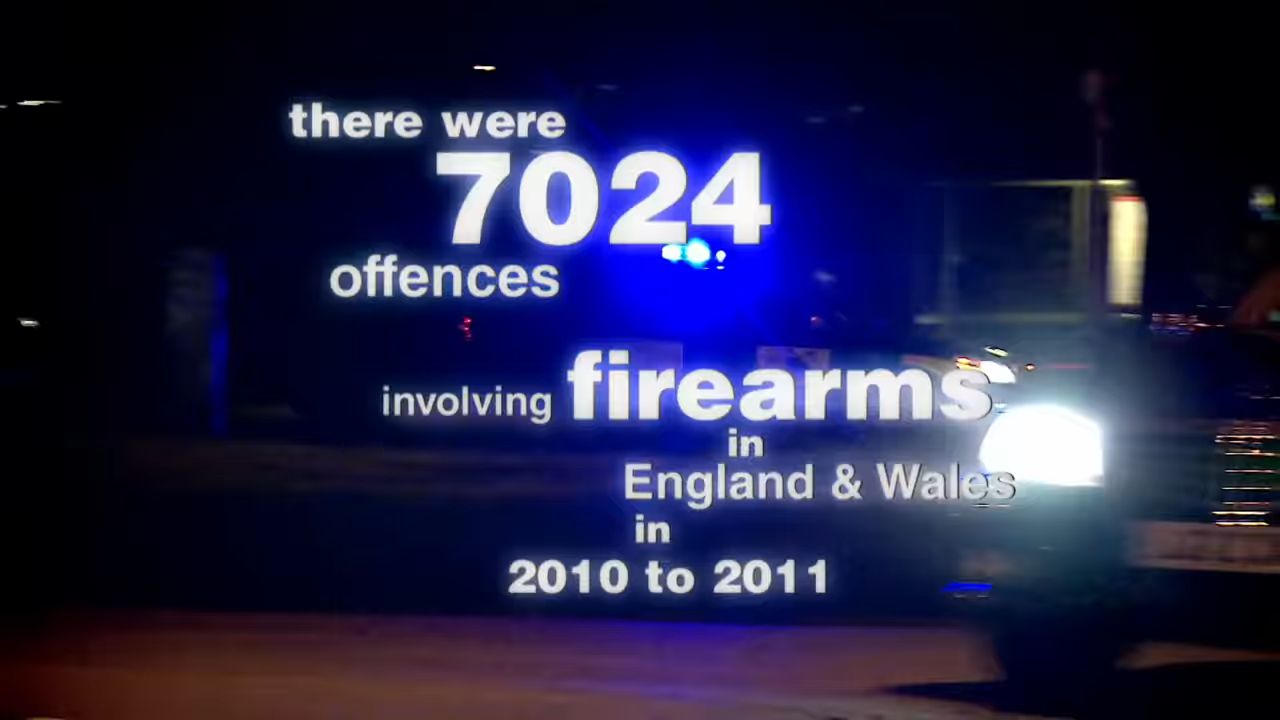 there were
7024
offences
involving firearms
in
England & Wales
in
2010 to 2011